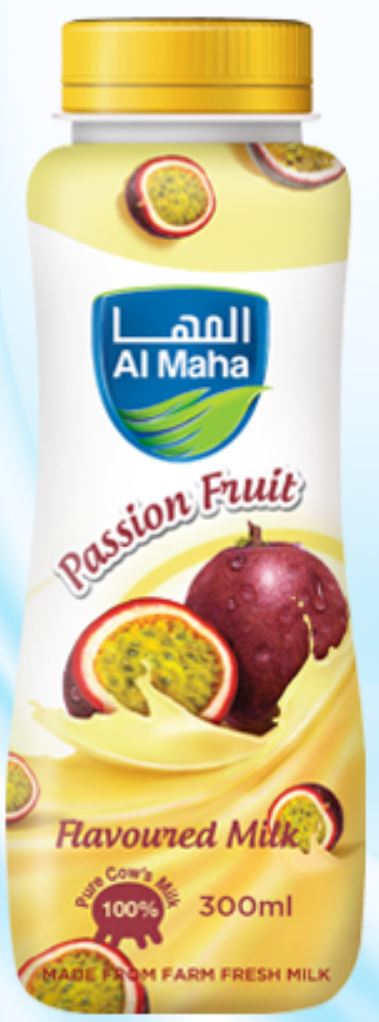 المها
Al Maha
Passion Fruit
Flavoured Milk
Pure Cow's Milk
100%
300ml
MADE FROM FARM FRESH MILK